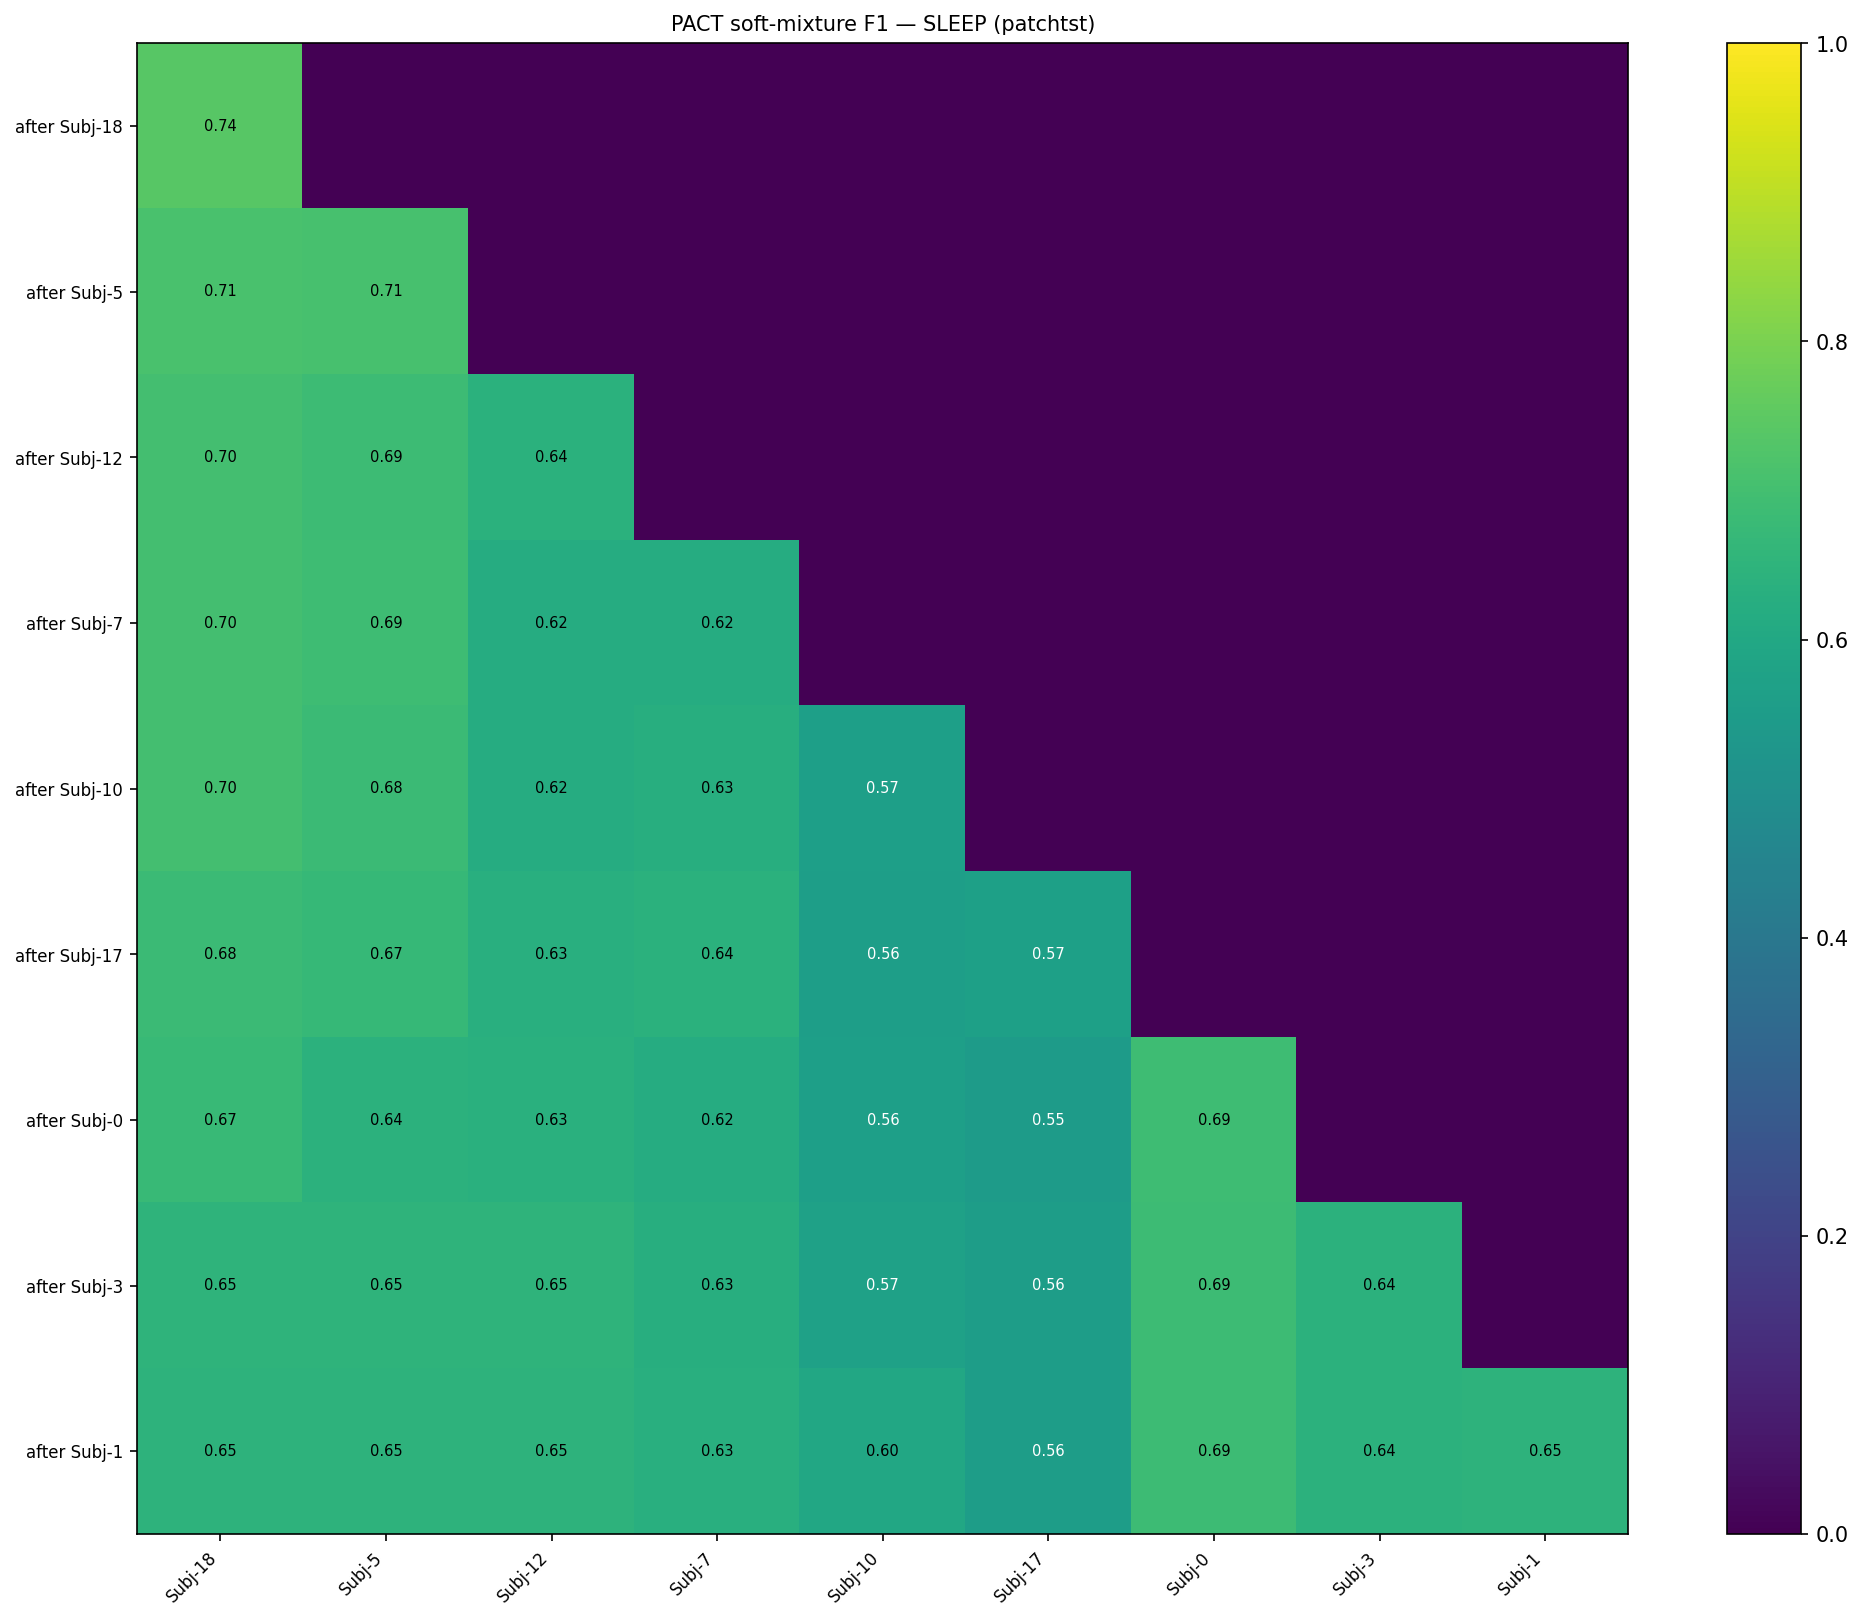 PACT soft-mixture F1 — SLEEP (patchtst)
after Subj-18 0.74
after Subj-5 0.71 0.71
after Subj-12 0.70 0.69 0.64
after Subj-7 0.70 0.69 0.62 0.62
after Subj-10 0.70 0.68 0.62 0.63 0.57
after Subj-17 0.68 0.67 0.63 0.64 0.56 0.57
after Subj-0 0.67 0.64 0.63 0.62 0.56 0.55 0.69
after Subj-3 0.65 0.65 0.65 0.63 0.57 0.56 0.69 0.64
after Subj-1 0.65 0.65 0.65 0.63 0.60 0.56 0.69 0.64 0.65
Subj-18 Subj-5 Subj-12 Subj-7 Subj-10 Subj-17 Subj-0 Subj-3 Subj-1
1.0
0.8
0.6
0.4
0.2
0.0